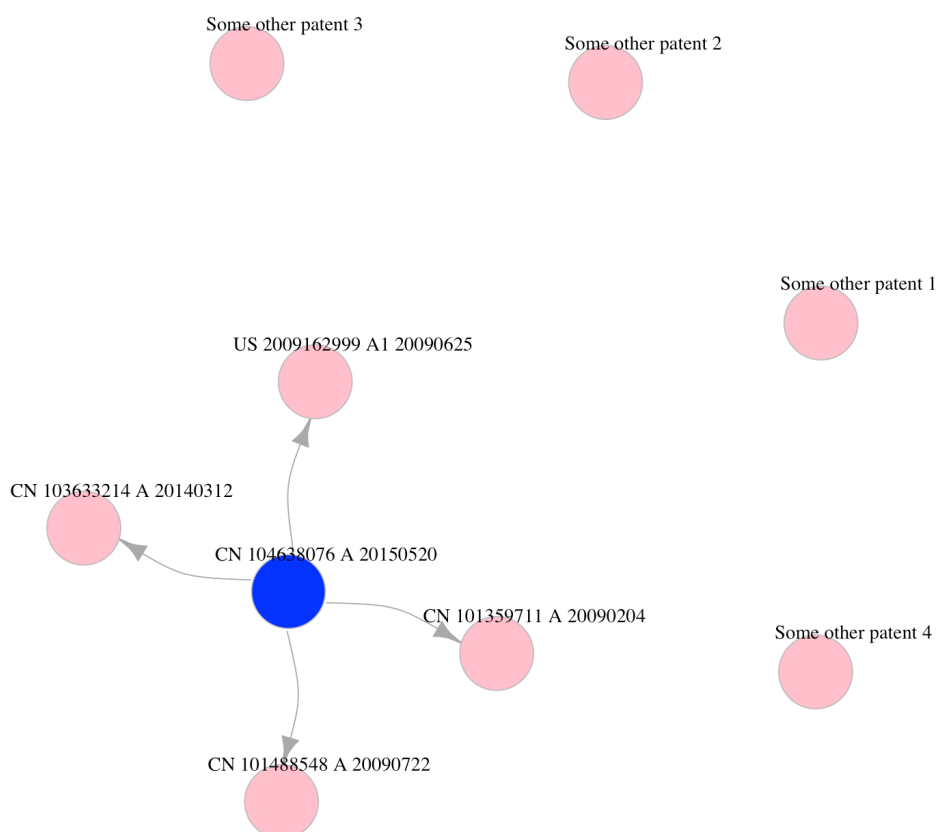 Some other patent 3
Some other patent 2
Some other patent 1
US 2009162999 A1 20090625
CN 103633214 A 20140312
CN 104638076 A 20150520
CN 101359711 A 20090204
Some other patent 4
CN 101488548 A 20090722